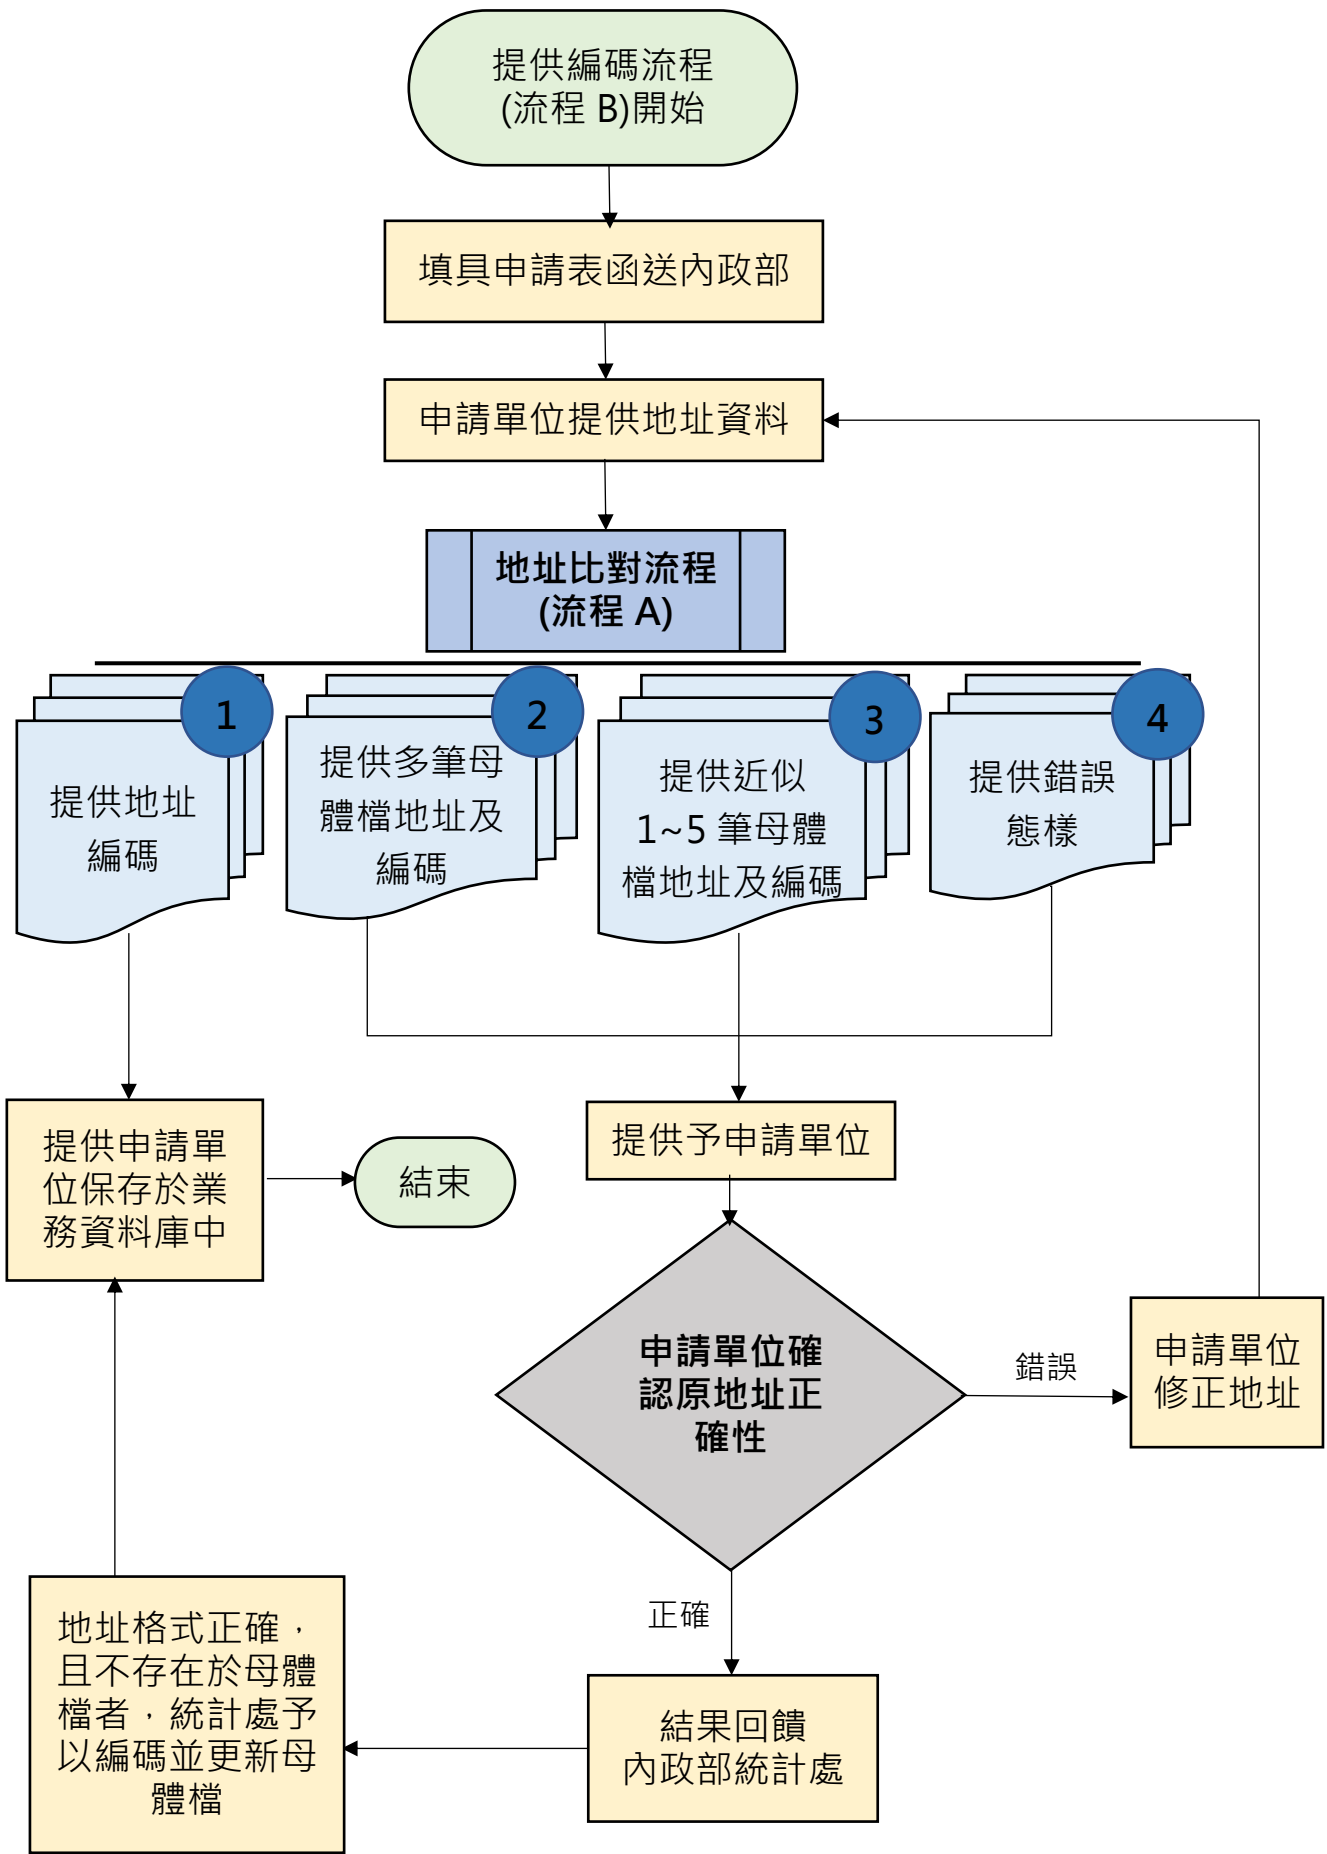 提供編碼流程
(流程 B)開始
填具申請表函送內政部
申請單位提供地址資料
地址比對流程
(流程 A)
1
提供地址
編碼
2
提供多筆母
體檔地址及
編碼
3
提供近似
1~5 筆母體
檔地址及編碼
4
提供錯誤
態樣
提供申請單
位保存於業
務資料庫中
結束
提供予申請單位
申請單位確
認原地址正
確性
錯誤
申請單位
修正地址
正確
結果回饋
內政部統計處
地址格式正確，
且不存在於母體
檔者，統計處予
以編碼並更新母
體檔